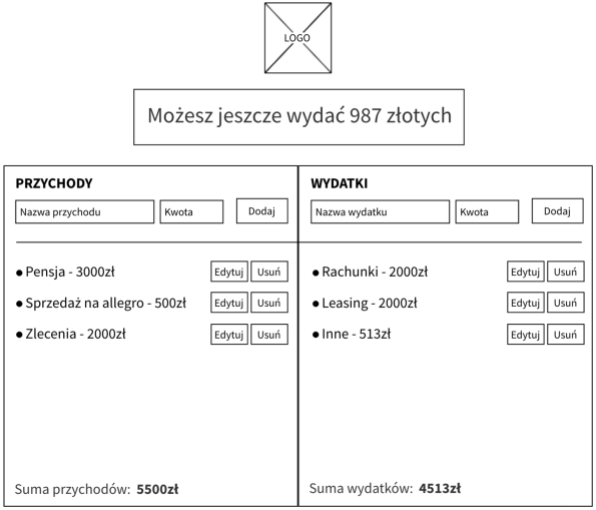 LOGO
Możesz jeszcze wydać 987 złotych
PRZYCHODY
Nazwa przychodu Kwota Dodaj
● Pensja - 3000zł Edytuj Usuń
● Sprzedaż na allegro - 500zł Edytuj Usuń
● Zlecenia - 2000zł Edytuj Usuń
Suma przychodów: 5500zł
WYDATKI
Nazwa wydatku Kwota Dodaj
● Rachunki - 2000zł Edytuj Usuń
● Leasing - 2000zł Edytuj Usuń
● Inne - 513zł Edytuj Usuń
Suma wydatków: 4513zł